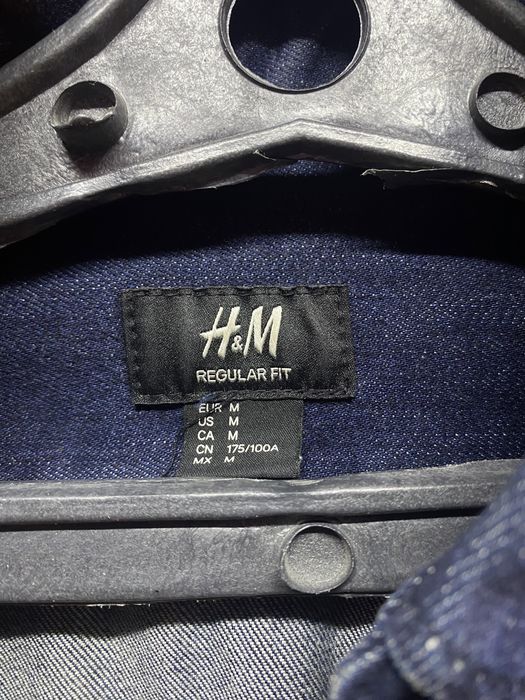 H&M
REGULAR FIT
EUR M
US M
CA M
CN 175/100A
MX M